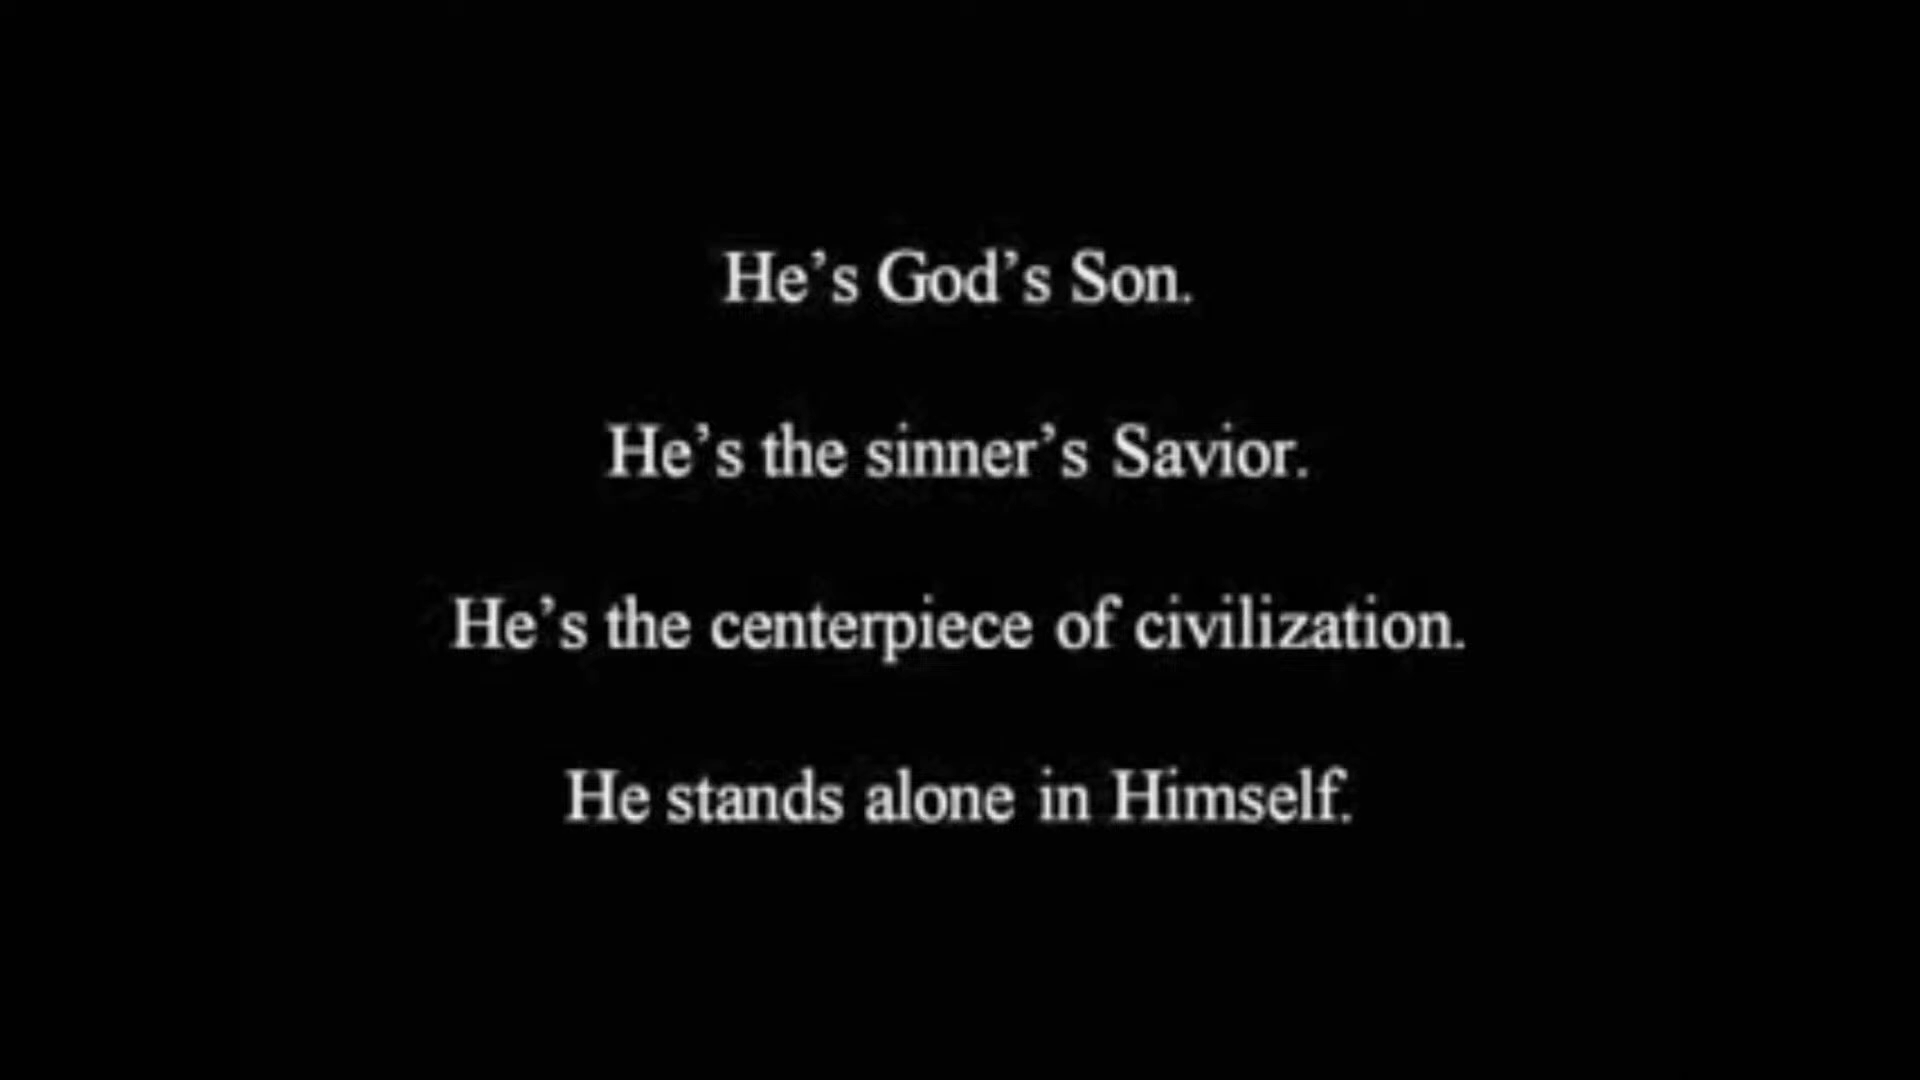 He’s God’s Son.
He’s the sinner’s Savior.
He’s the centerpiece of civilization.
He stands alone in Himself.